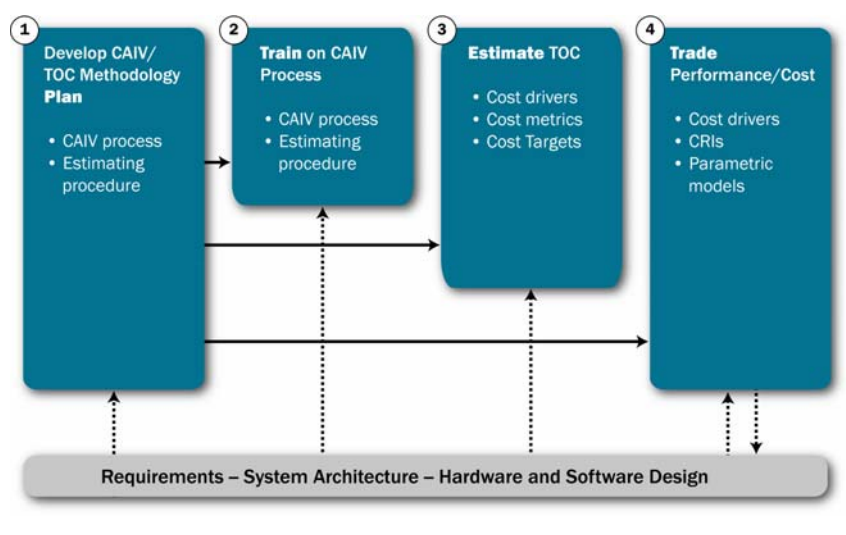 1
Develop CAIV/
TOC Methodology
Plan
• CAIV process
• Estimating
procedure
2
Train on CAIV
Process
• CAIV process
• Estimating
procedure
3
Estimate TOC
• Cost drivers
• Cost metrics
• Cost Targets
4
Trade
Performance/Cost
• Cost drivers
• CRIs
• Parametric
models
Requirements – System Architecture – Hardware and Software Design